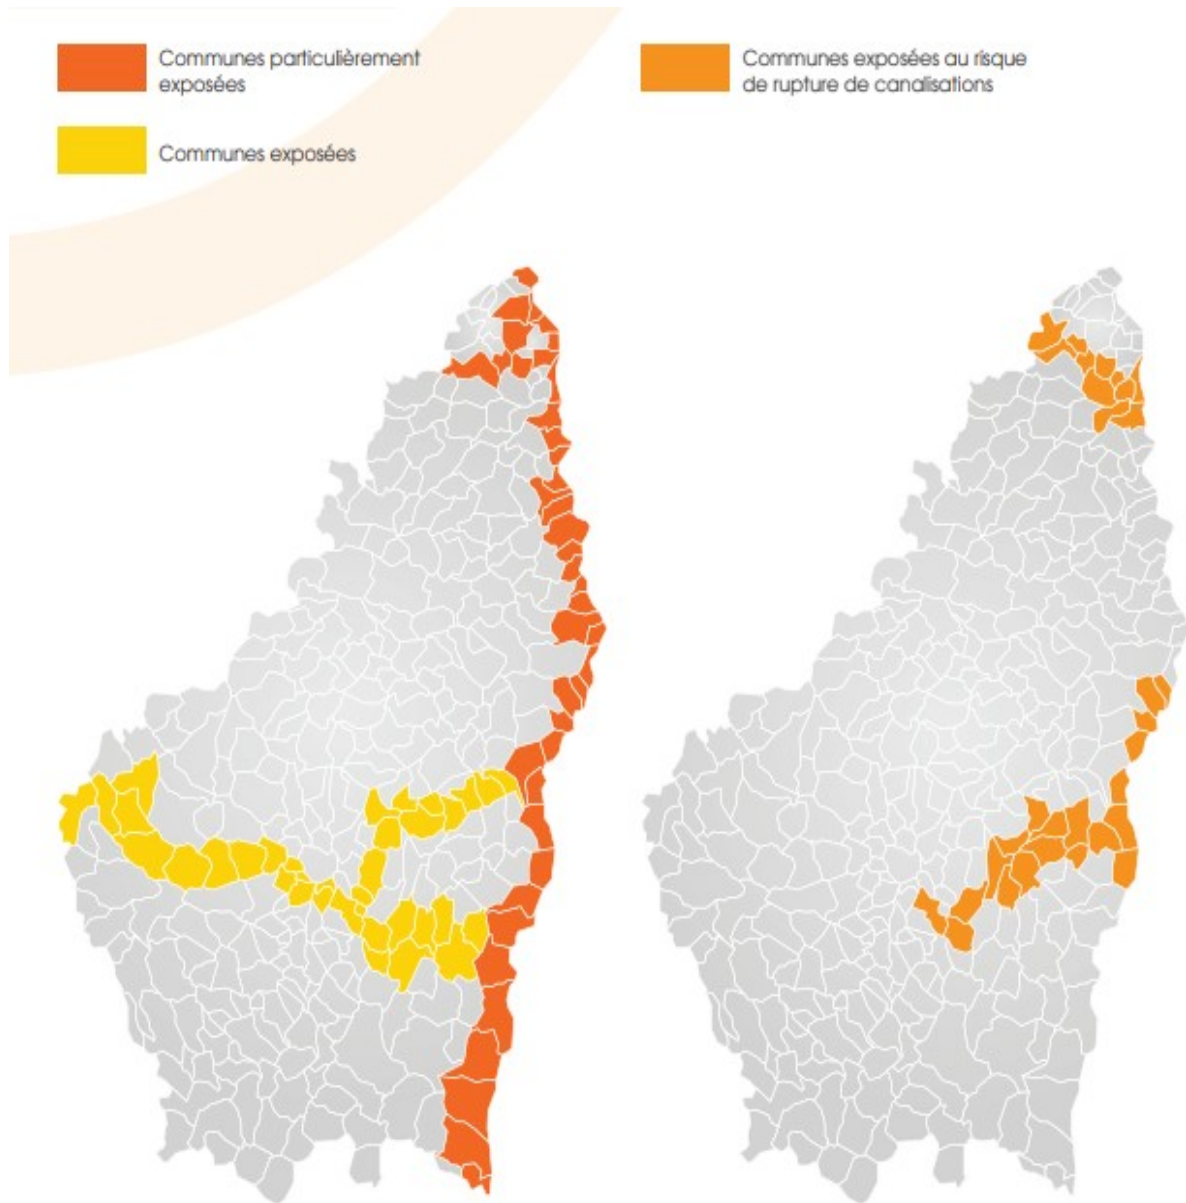 Communes particulièrement
exposées
Communes exposées
Communes exposées au risque
de rupture de canalisations